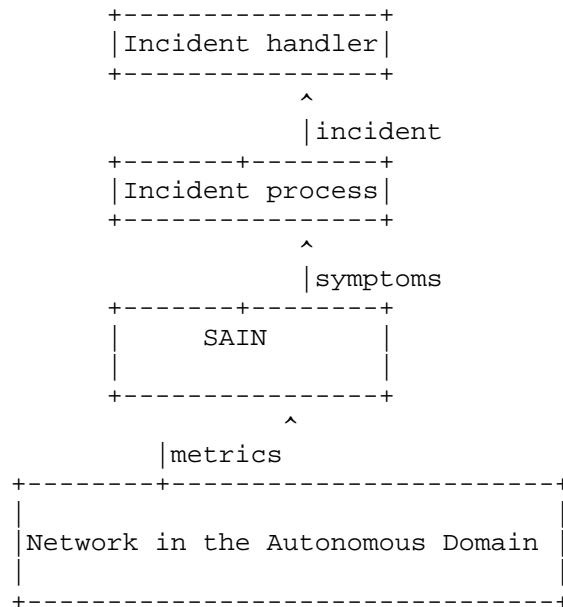 Incident handler
incident
Incident process
symptoms
SAIN
metrics
Network in the Autonomous Domain